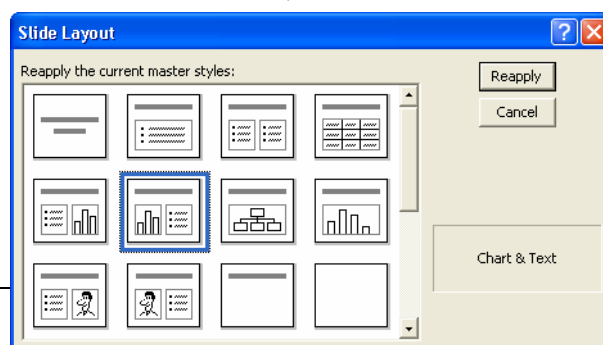 Slide Layout
Reapply the current master styles:
Reapply
Cancel
Chart & Text